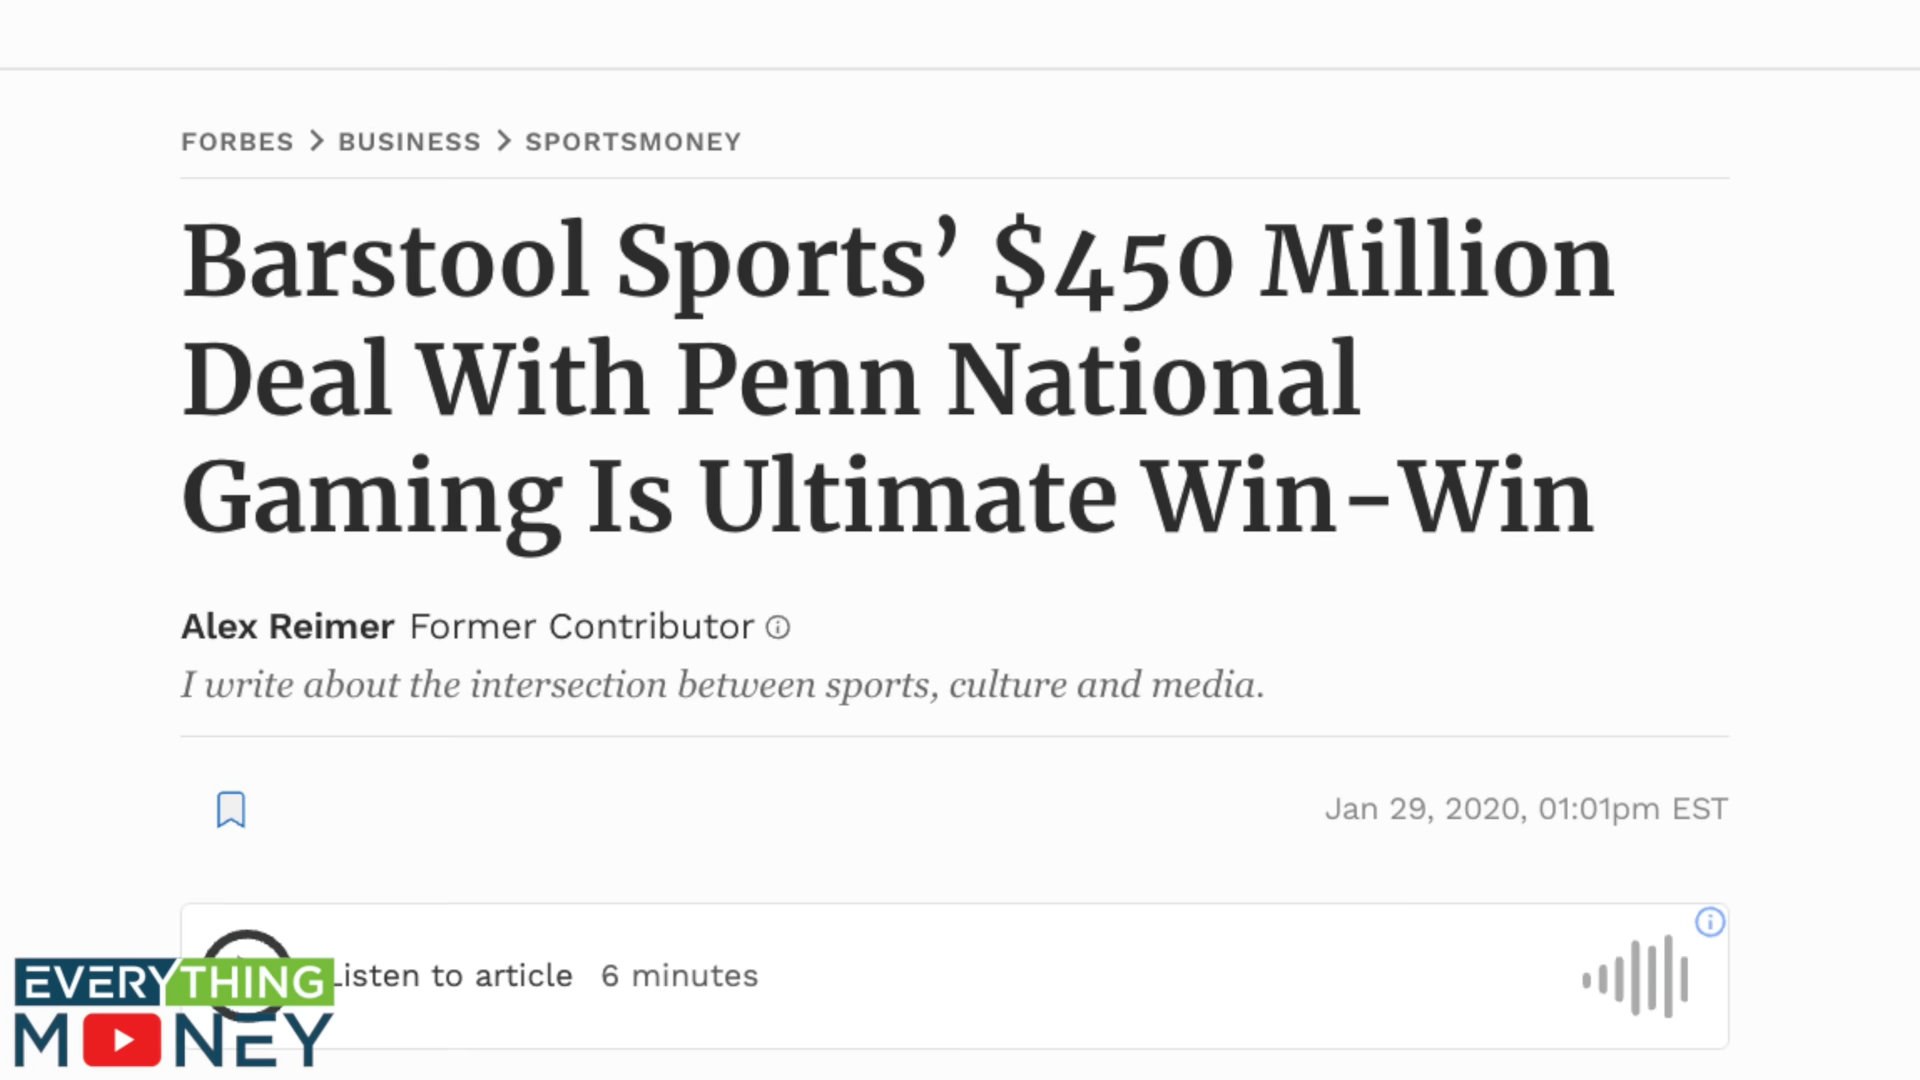 FORBES > BUSINESS > SPORTSMONEY
Barstool Sports’ $450 Million
Deal With Penn National
Gaming Is Ultimate Win-Win
Alex Reimer Former Contributor
I write about the intersection between sports, culture and media.
Jan 29, 2020, 01:01pm EST
Listen to article 6 minutes
EVERYTHING
MONEY